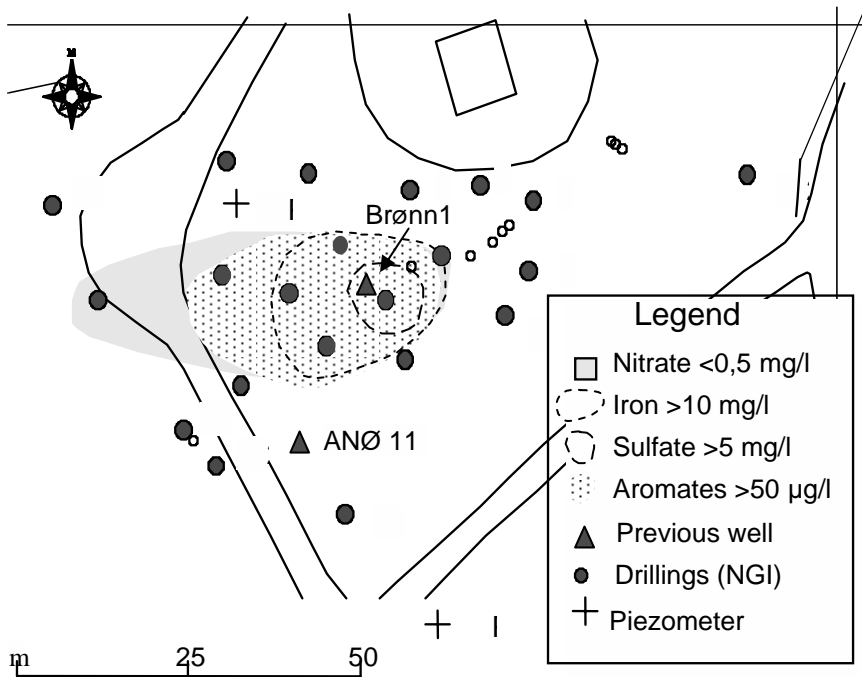 N
I
Brønn1
ANØ 11
Legend
Nitrate <0,5 mg/l
Iron >10 mg/l
Sulfate >5 mg/l
Aromates >50 µg/l
Previous well
Drillings (NGI)
Piezometer
I
m 25 50